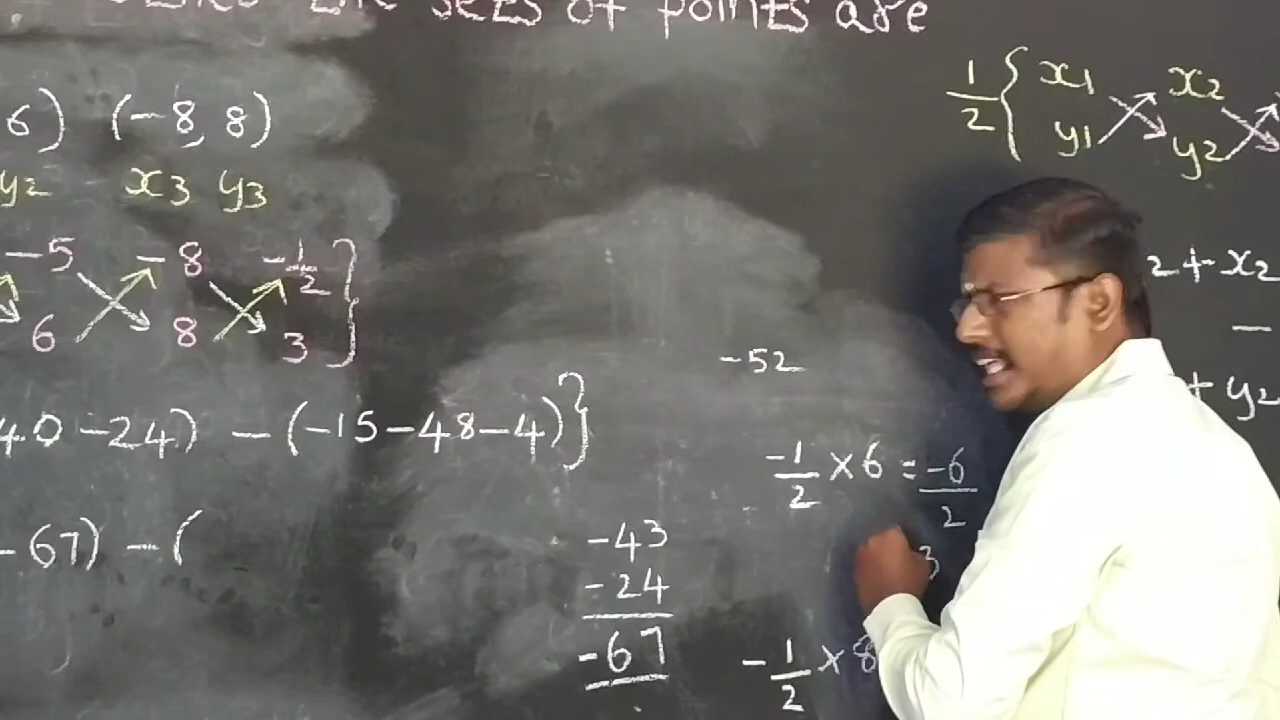 the sets of points are
6) (-8, 8)
y2 x3 y3
-5 -8 -1/2 }
6 8 3
40 -24) - (-15-48-4)}
-67) - (
-43
-24
-67
-52
-1/2 × 6 = -6/2
3
-1/2 × 8
1/2 { x1 x2
y1 y2
2 + x2
-
+ y2